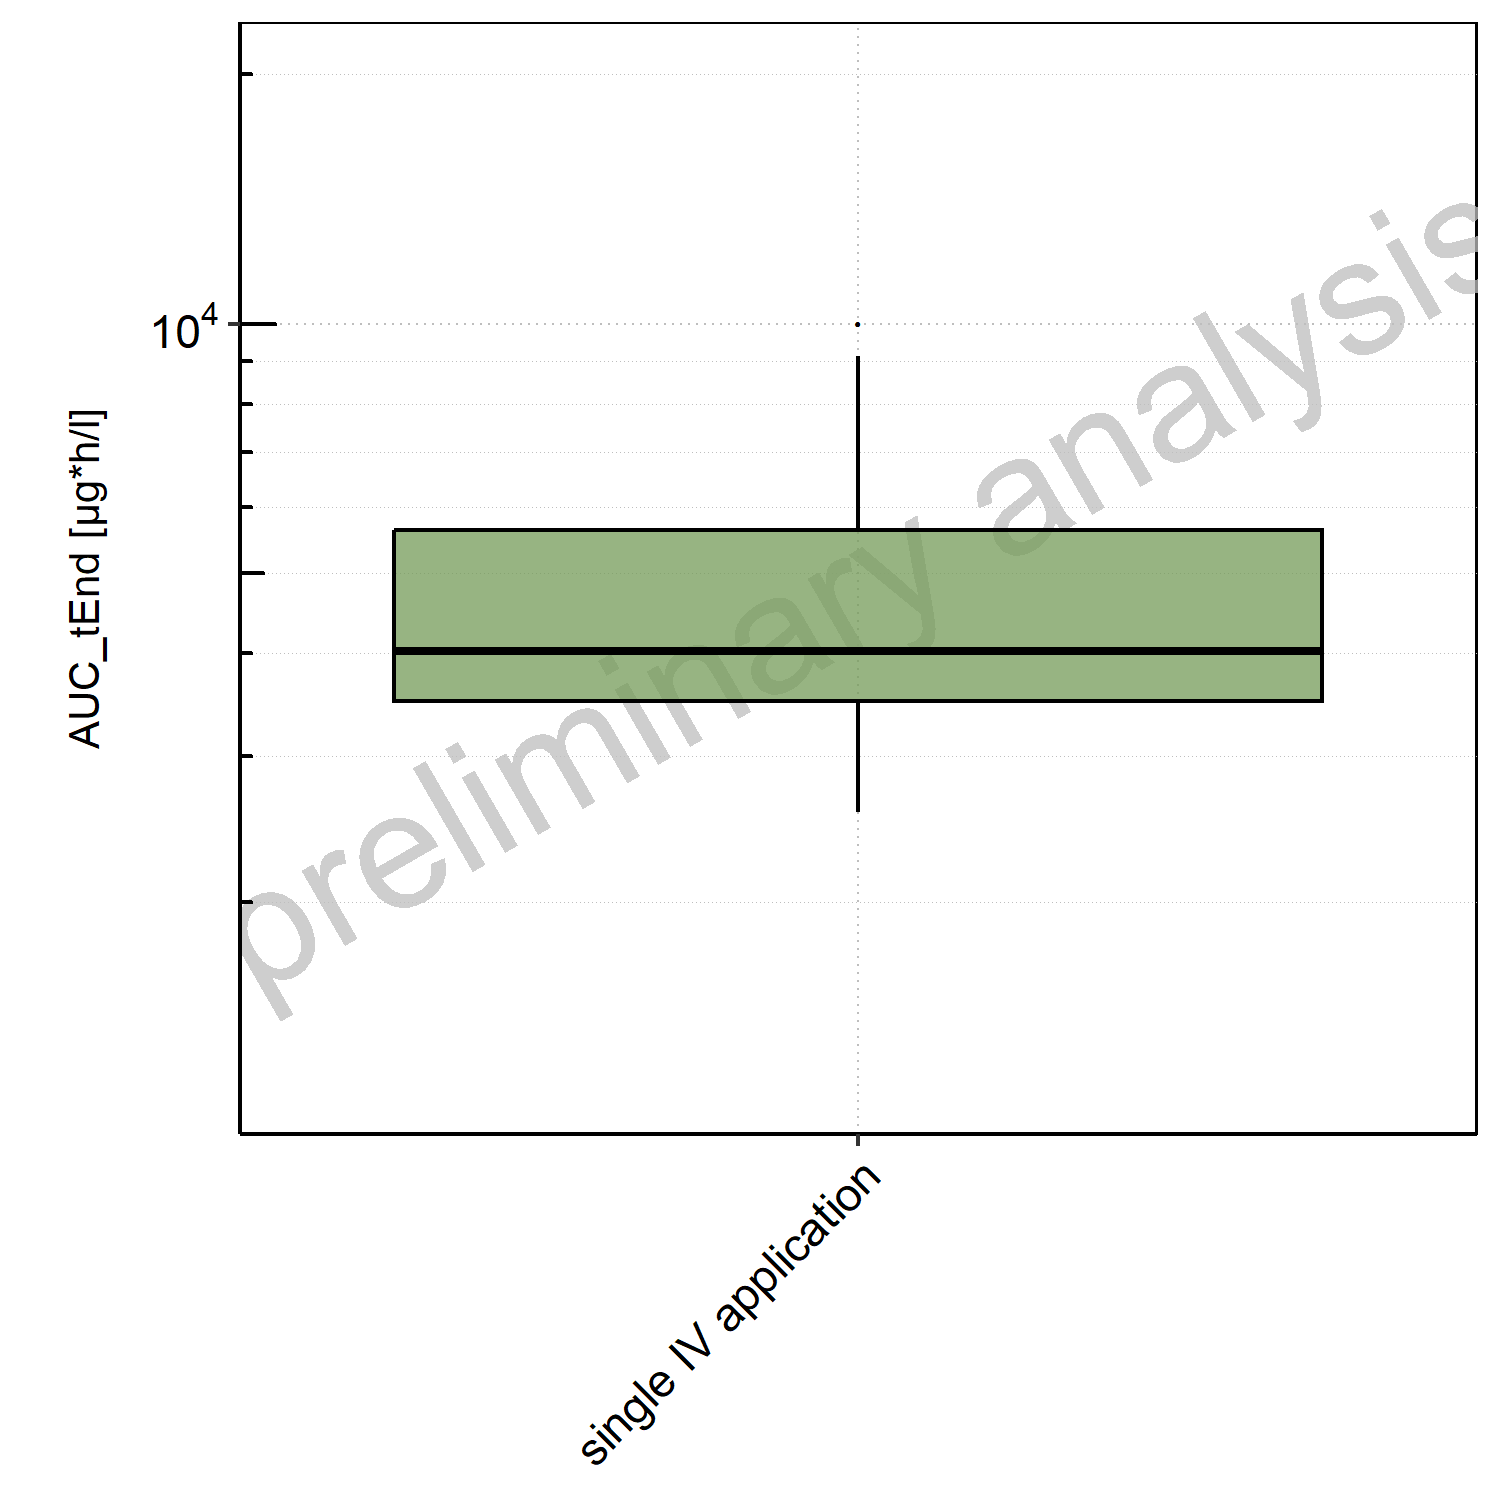 10⁴
AUC_tEnd [µg*h/l]
preliminary analysis
single IV application